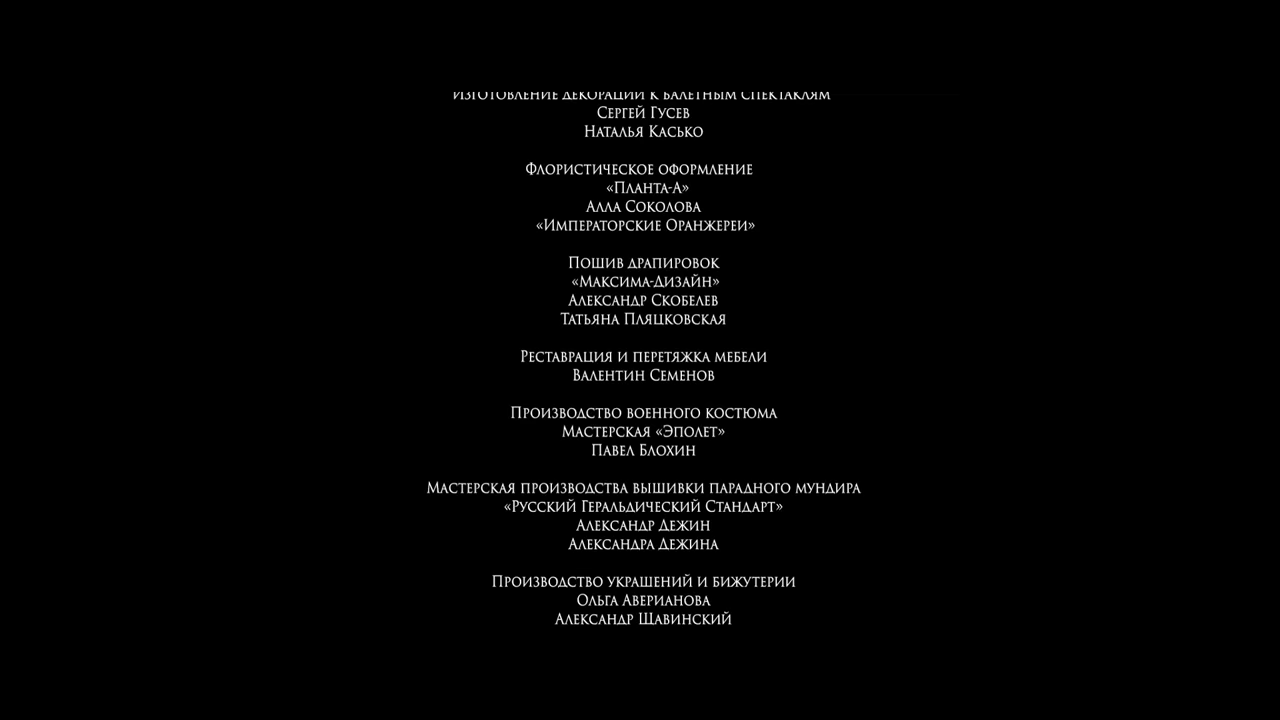 Изготовление декораций к балетным спектаклям
Сергей Гусев
Наталья Касько
Флористическое оформление
«Планта-А»
Алла Соколова
«Императорские Оранжереи»
Пошив драпировок
«Максима-Дизайн»
Александр Скобелев
Татьяна Пляцковская
Реставрация и перетяжка мебели
Валентин Семенов
Производство военного костюма
Мастерская «Эполет»
Павел Блохин
Мастерская производства вышивки парадного мундира
«Русский Геральдический Стандарт»
Александр Дежин
Александра Дежина
Производство украшений и бижутерии
Ольга Аверианова
Александр Щавинский